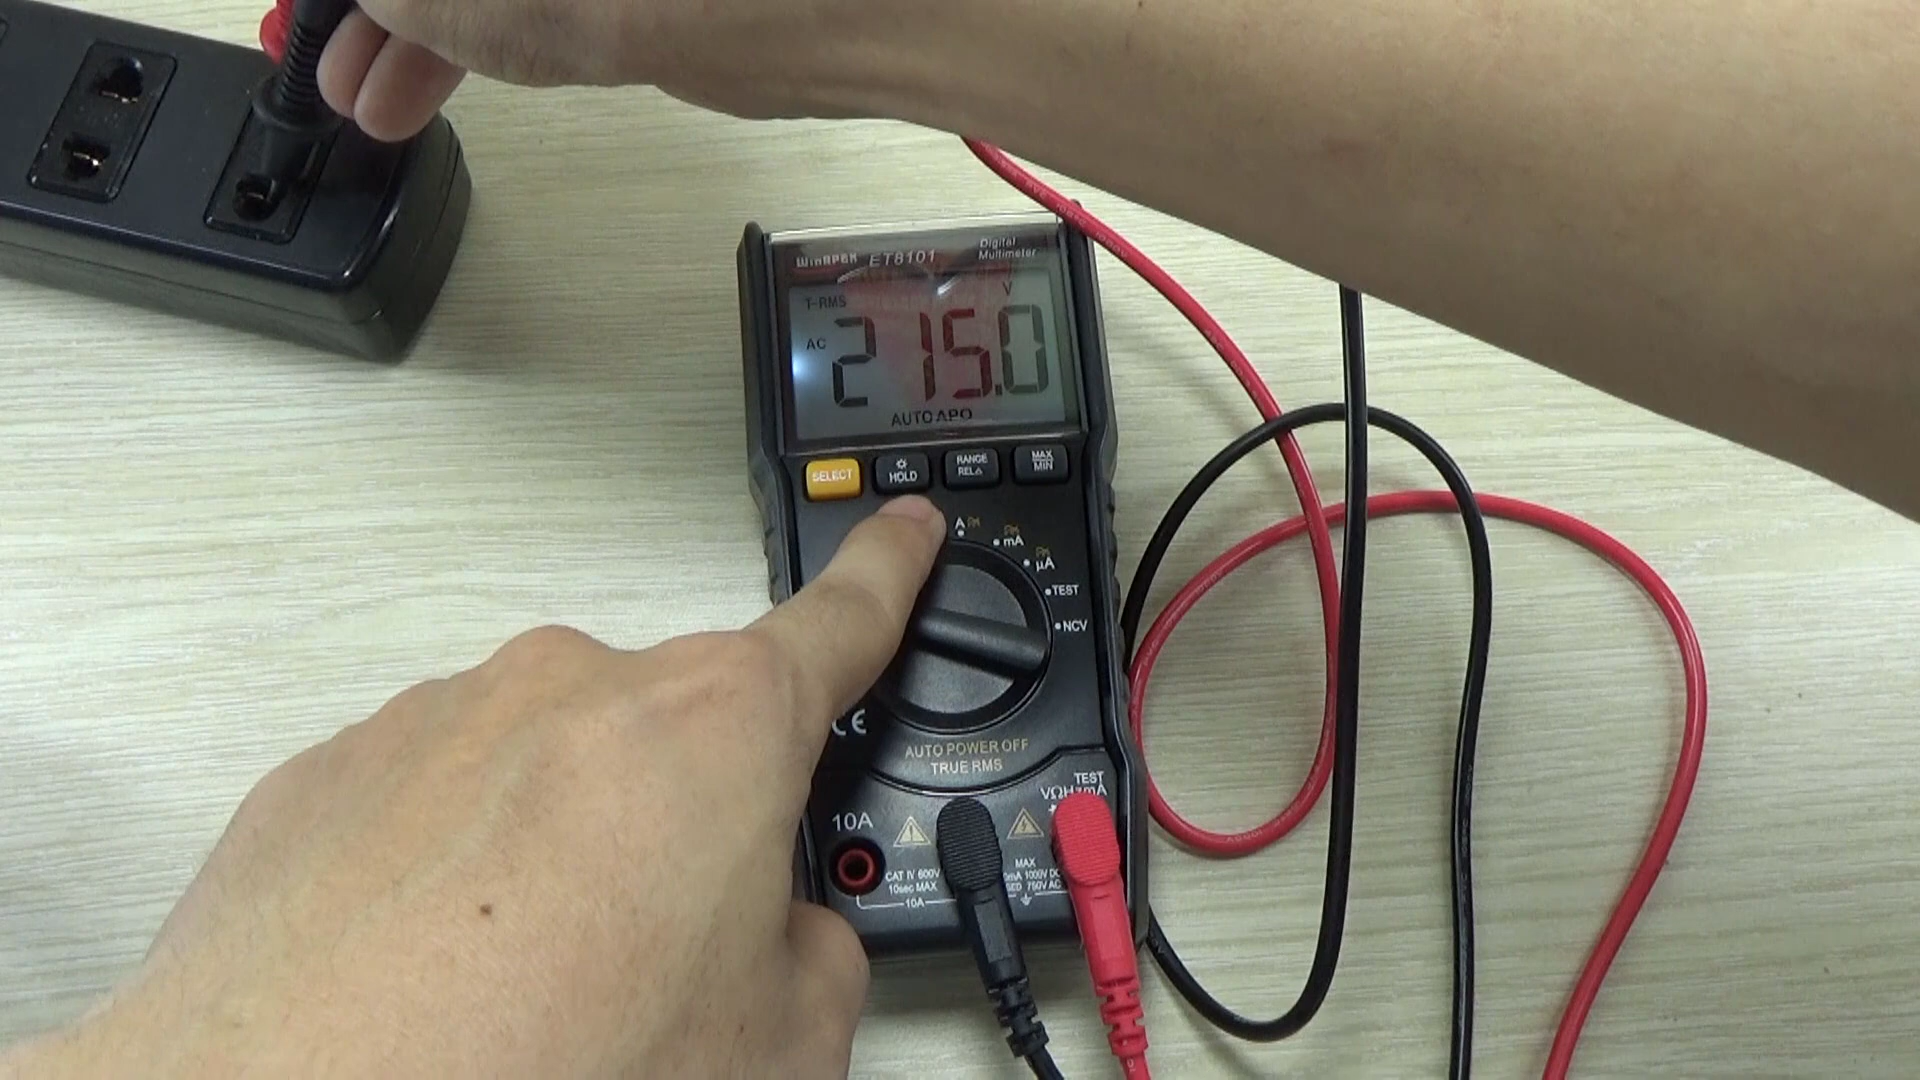 WINAPEX ET8101 Digital
Multimeter
T-RMS V
AC 215.0
AUTO APO
SELECT
HOLD
RANGE
REL△
MAX
MIN
A
mA
µA
•TEST
•NCV
CE
AUTO POWER OFF
TRUE RMS
TEST
VΩHzmA
10A
CAT IV 600V
10sec MAX
10A
MAX
1000V DC
750V AC